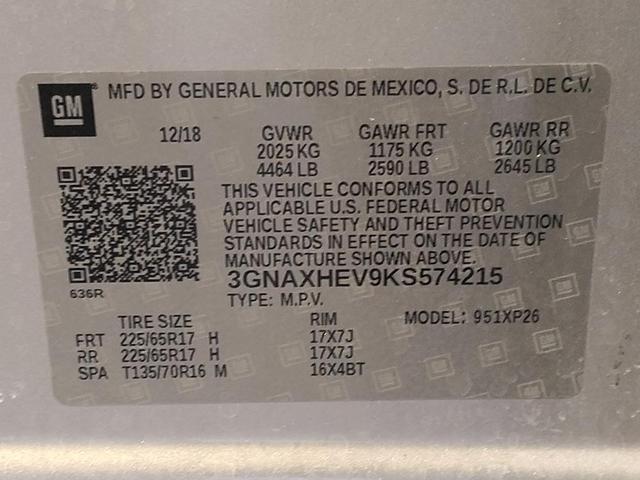 GM
MFD BY GENERAL MOTORS DE MEXICO, S. DE R.L. DE C.V.
12/18 GVWR GAWR FRT GAWR RR
2025 KG 1175 KG 1200 KG
4464 LB 2590 LB 2645 LB
THIS VEHICLE CONFORMS TO ALL
APPLICABLE U.S. FEDERAL MOTOR
VEHICLE SAFETY AND THEFT PREVENTION
STANDARDS IN EFFECT ON THE DATE OF
MANUFACTURE SHOWN ABOVE.
636R
3GNAXHEV9KS574215
TYPE: M.P.V.
TIRE SIZE RIM MODEL: 951XP26
FRT 225/65R17 H 17X7J
RR 225/65R17 H 17X7J
SPA T135/70R16 M 16X4BT